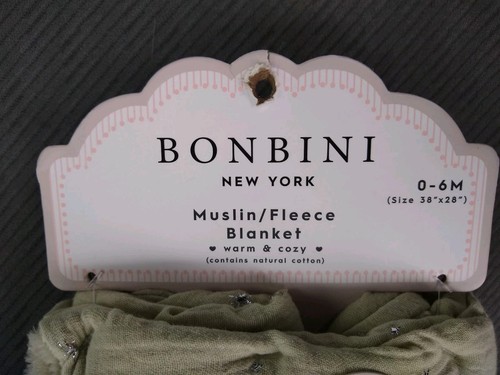 BONBINI
NEW YORK
0-6M
(Size 38"x28")
Muslin/Fleece
Blanket
♥ warm & cozy ♥
(contains natural cotton)